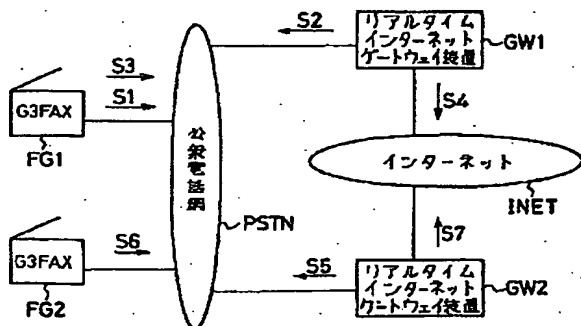 S2
リアルタイム
インターネット
ゲートウェイ装置
GW1
S3
S1
G3FAX
FG1
S4
公衆電話網
インターネット
INET
PSTN
S6
G3FAX
FG2
S7
S5
リアルタイム
インターネット
ゲートウェイ装置
GW2